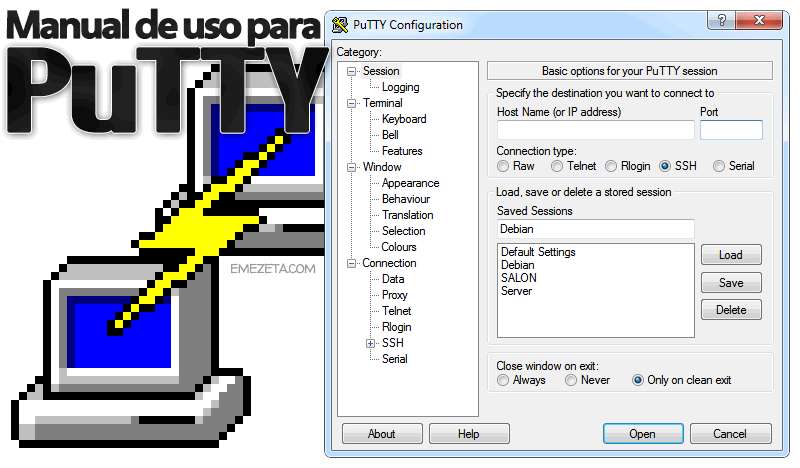 Manual de uso para
PuTTY
EMEZETA.COM
PuTTY Configuration
?
Category:
Session
Logging
Terminal
Keyboard
Bell
Features
Window
Appearance
Behaviour
Translation
Selection
Colours
Connection
Data
Proxy
Telnet
Rlogin
SSH
Serial
Basic options for your PuTTY session
Specify the destination you want to connect to
Host Name (or IP address) Port
Connection type:
Raw Telnet Rlogin SSH Serial
Load, save or delete a stored session
Saved Sessions
Debian
Default Settings
Debian
SALON
Server
Load
Save
Delete
Close window on exit:
Always Never Only on clean exit
About Help Open Cancel